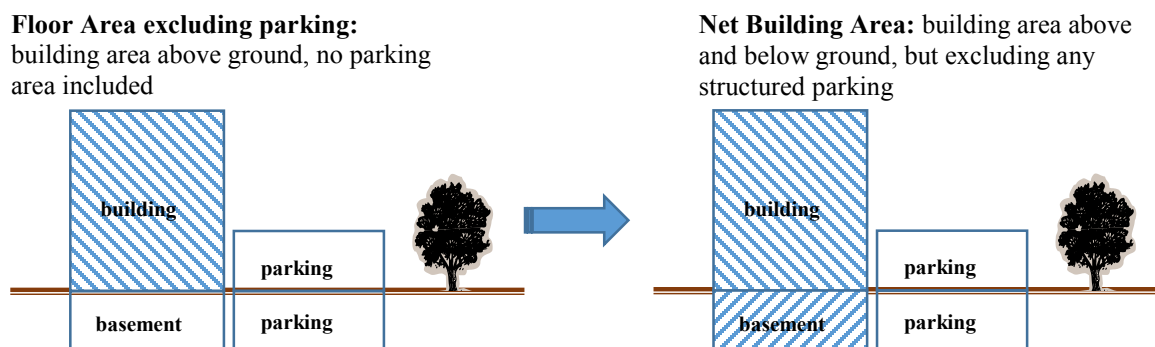 Floor Area excluding parking:
building area above ground, no parking
area included
building
parking
basement
parking
Net Building Area: building area above
and below ground, but excluding any
structured parking
building
parking
basement
parking